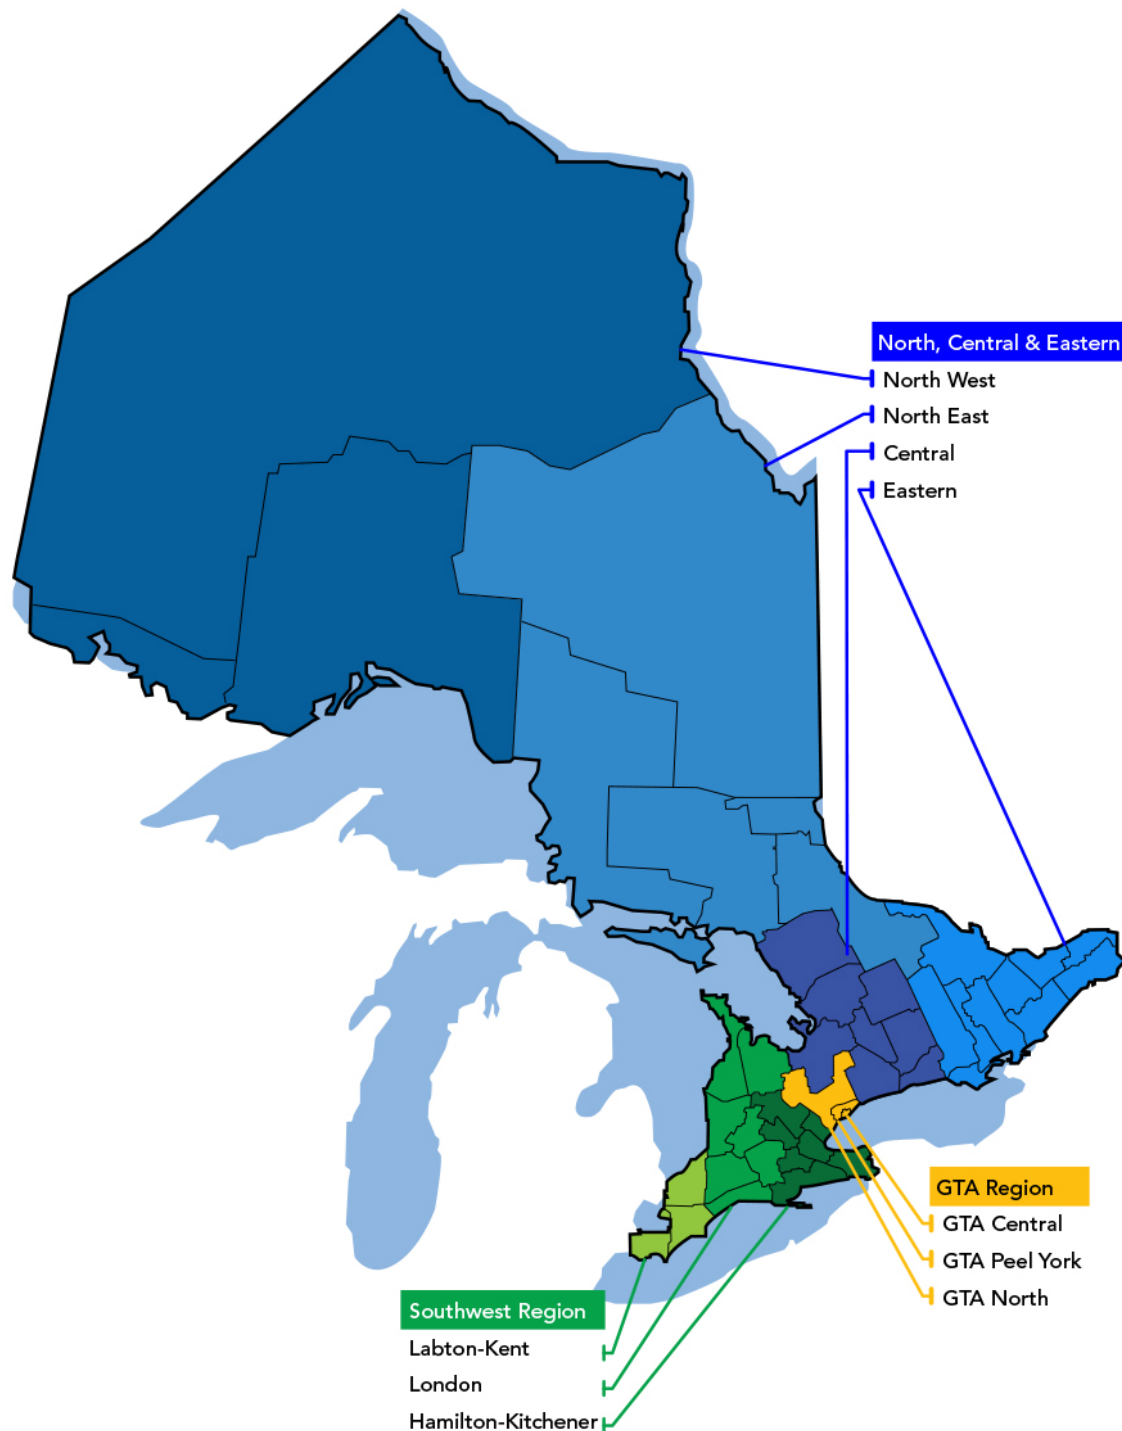 North, Central & Eastern
North West
North East
Central
Eastern
GTA Region
GTA Central
GTA Peel York
GTA North
Southwest Region
Labton-Kent
London
Hamilton-Kitchener